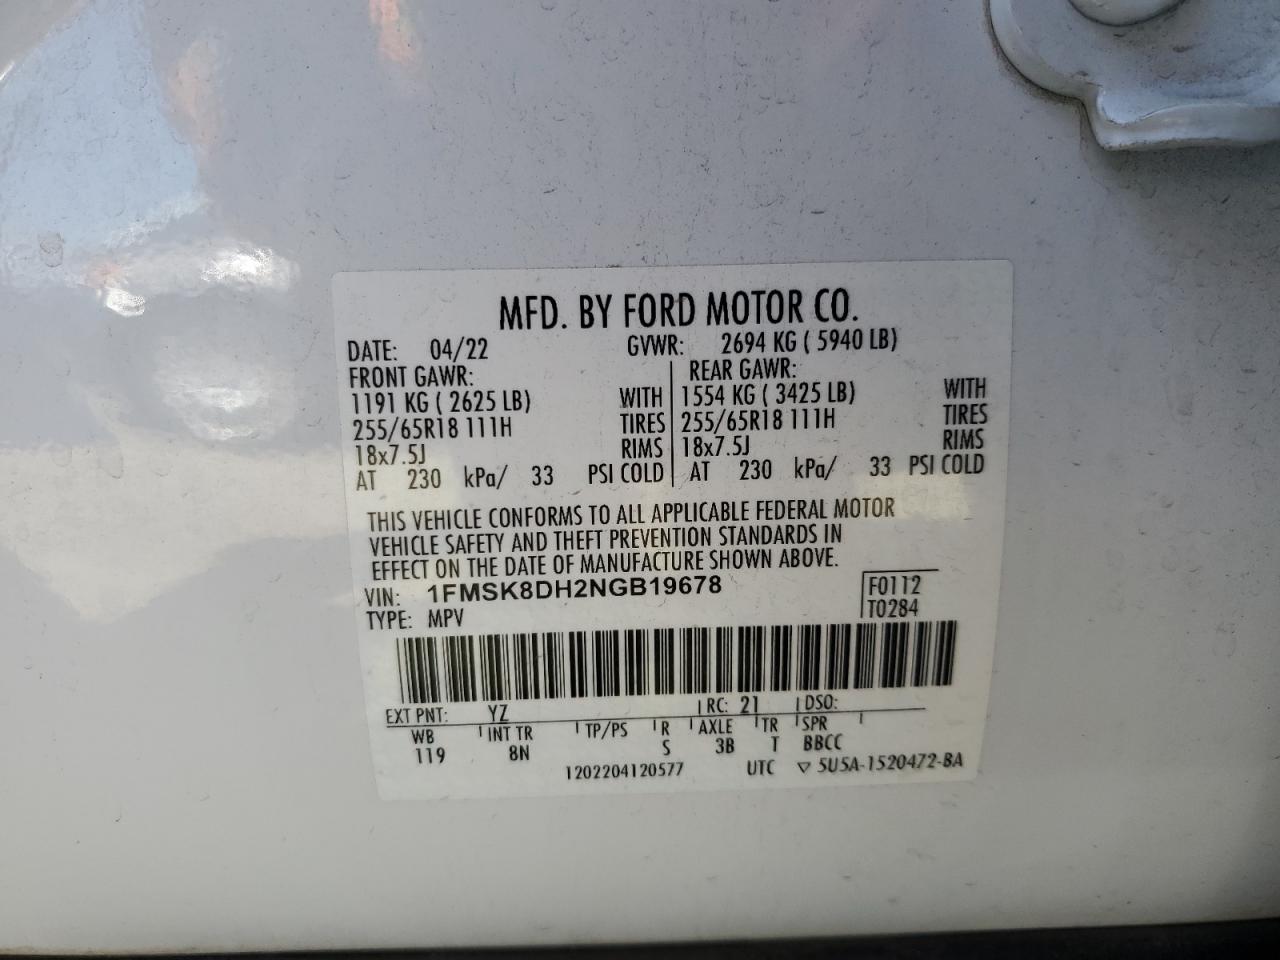 MFD. BY FORD MOTOR CO.
DATE: 04/22 GVWR: 2694 KG ( 5940 LB)
FRONT GAWR: REAR GAWR:
1191 KG ( 2625 LB) WITH 1554 KG ( 3425 LB) WITH
255/65R18 111H TIRES 255/65R18 111H TIRES
18x7.5J RIMS 18x7.5J RIMS
AT 230 kPa/ 33 PSI COLD AT 230 kPa/ 33 PSI COLD
THIS VEHICLE CONFORMS TO ALL APPLICABLE FEDERAL MOTOR
VEHICLE SAFETY AND THEFT PREVENTION STANDARDS IN
EFFECT ON THE DATE OF MANUFACTURE SHOWN ABOVE.
VIN: 1FMSK8DH2NGB19678 F0112
TYPE: MPV T0284
EXT PNT: YZ RC: 21 DSO:
WB INT TR TP/PS R AXLE TR SPR
119 8N S 3B T BBCC
1202204120577 UTC ▽ 5U5A-1520472-BA